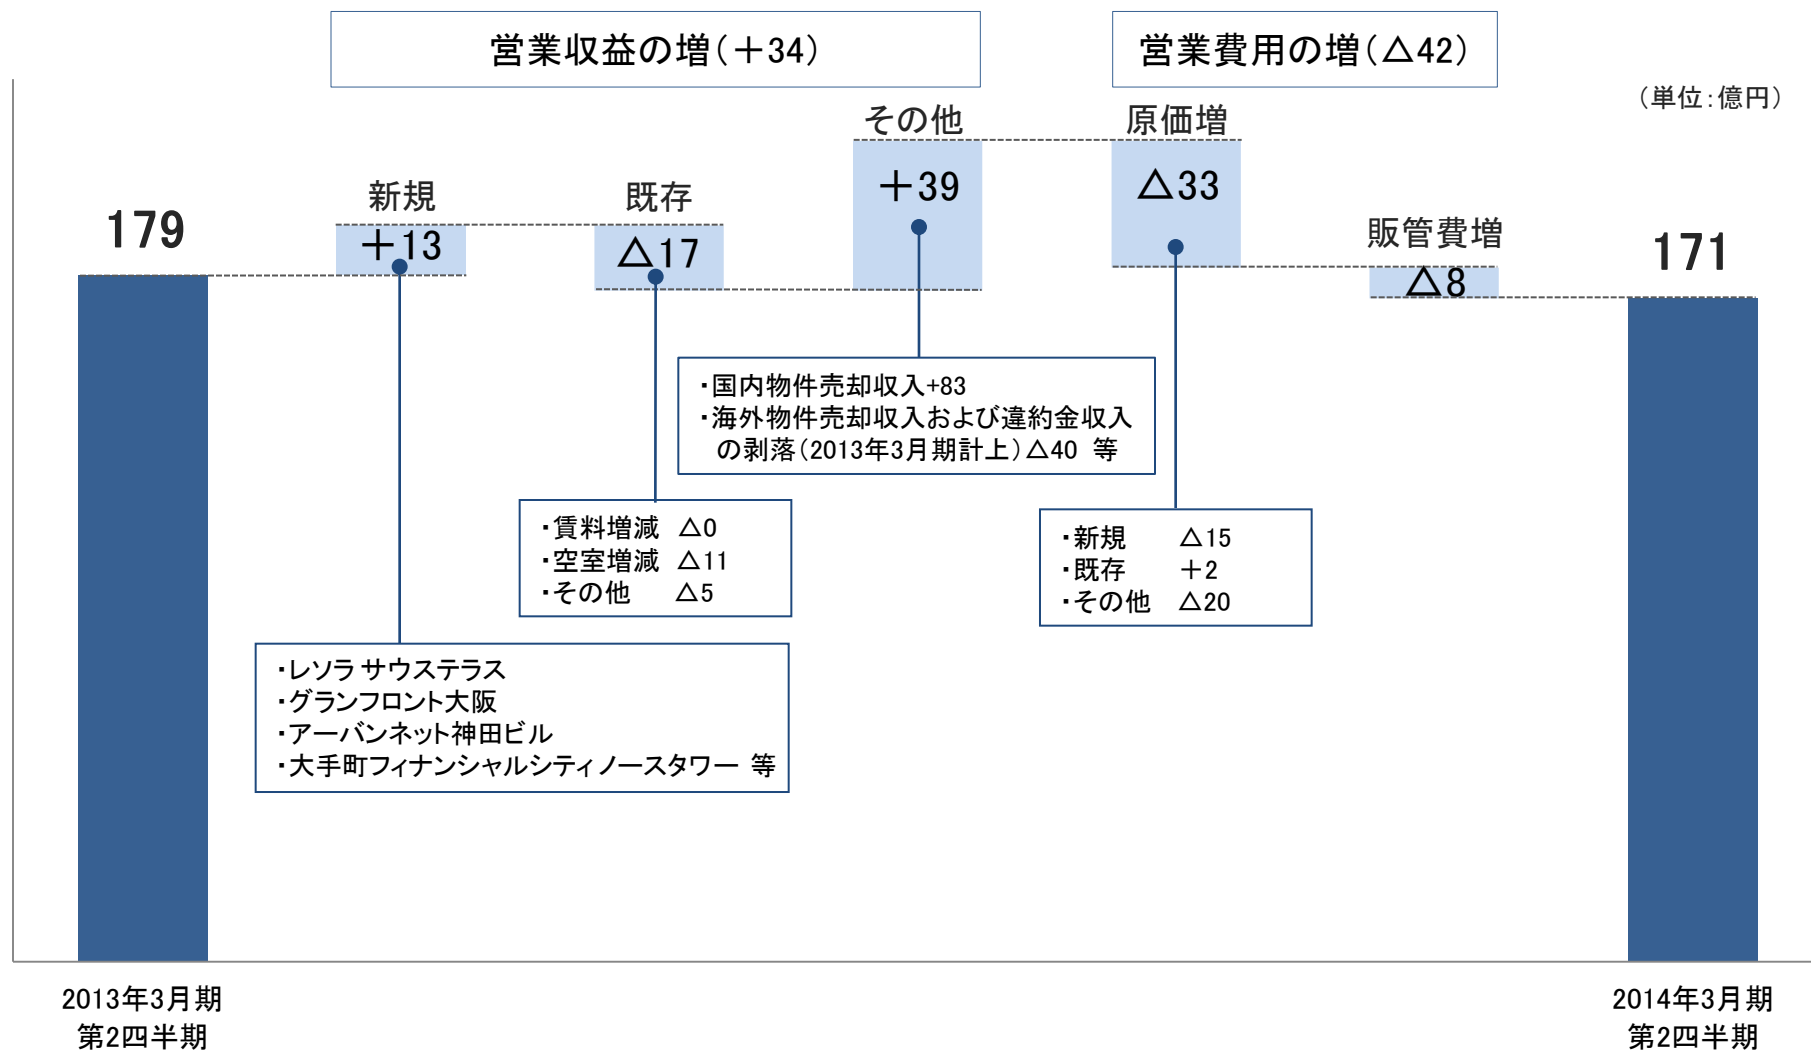 営業収益の増（＋34）
営業費用の増（△42）
（単位：億円）
179
新規
＋13
既存
△17
その他
＋39
原価増
△33
販管費増
△8
171
・国内物件売却収入+83
・海外物件売却収入および違約金収入
の剥落（2013年3月期計上）△40 等
・賃料増減 △0
・空室増減 △11
・その他 △5
・新規 △15
・既存 ＋2
・その他 △20
・レソラ サウステラス
・グランフロント大阪
・アーバンネット神田ビル
・大手町フィナンシャルシティノースタワー 等
2013年3月期
第2四半期
2014年3月期
第2四半期